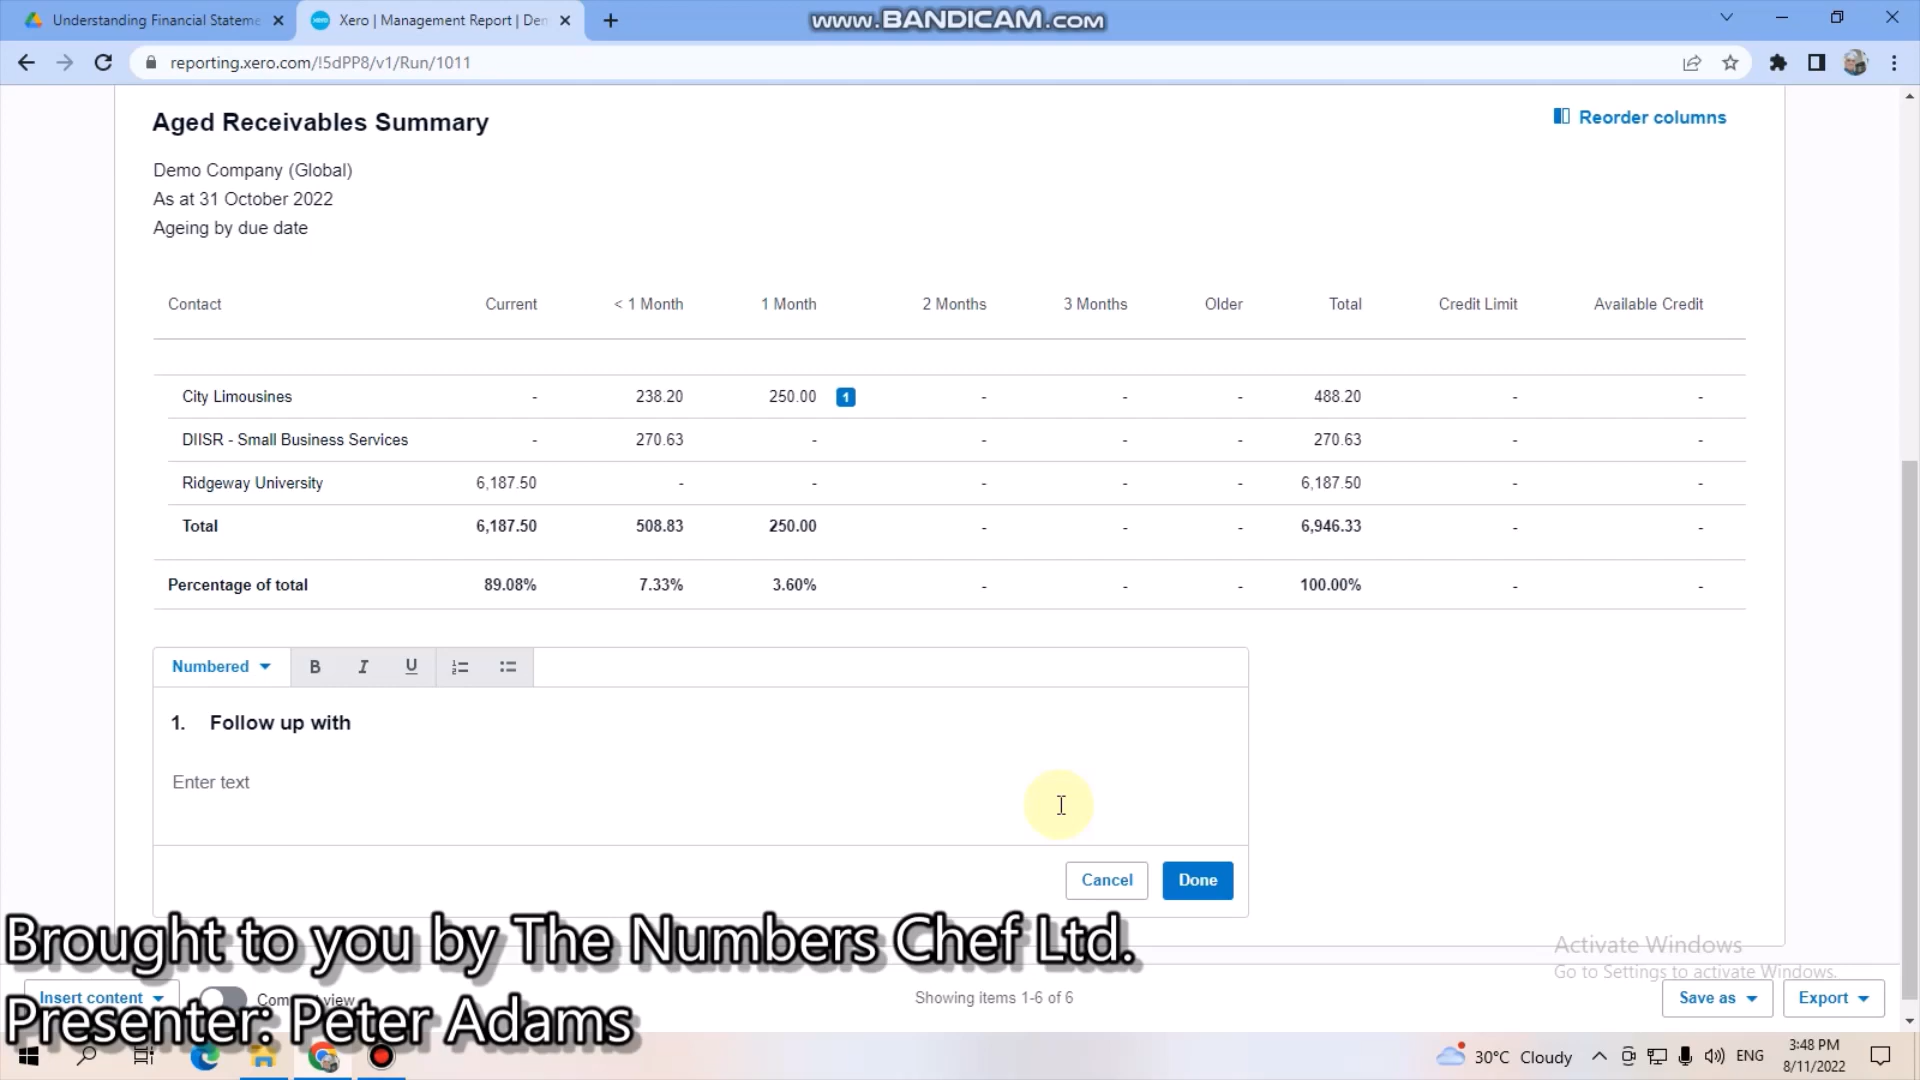 Understanding Financial Stateme
Xero | Management Report | Den
www.BANDICAM.com
reporting.xero.com/!5dPP8/v1/Run/1011
Aged Receivables Summary
Reorder columns
Demo Company (Global)
As at 31 October 2022
Ageing by due date
Contact Current < 1 Month 1 Month 2 Months 3 Months Older Total Credit Limit Available Credit
City Limousines - 238.20 250.00 1 - - - 488.20 - -
DIISR - Small Business Services - 270.63 - - - - 270.63 - -
Ridgeway University 6,187.50 - - - - - 6,187.50 - -
Total 6,187.50 508.83 250.00 - - - 6,946.33 - -
Percentage of total 89.08% 7.33% 3.60% - - - 100.00% - -
Numbered B I U
1. Follow up with
Enter text
Cancel Done
Brought to you by The Numbers Chef Ltd.
Activate Windows
Go to Settings to activate Windows.
Insert content view
Showing items 1-6 of 6
Save as Export
Presenter: Peter Adams
30°C Cloudy
ENG
3:48 PM
8/11/2022